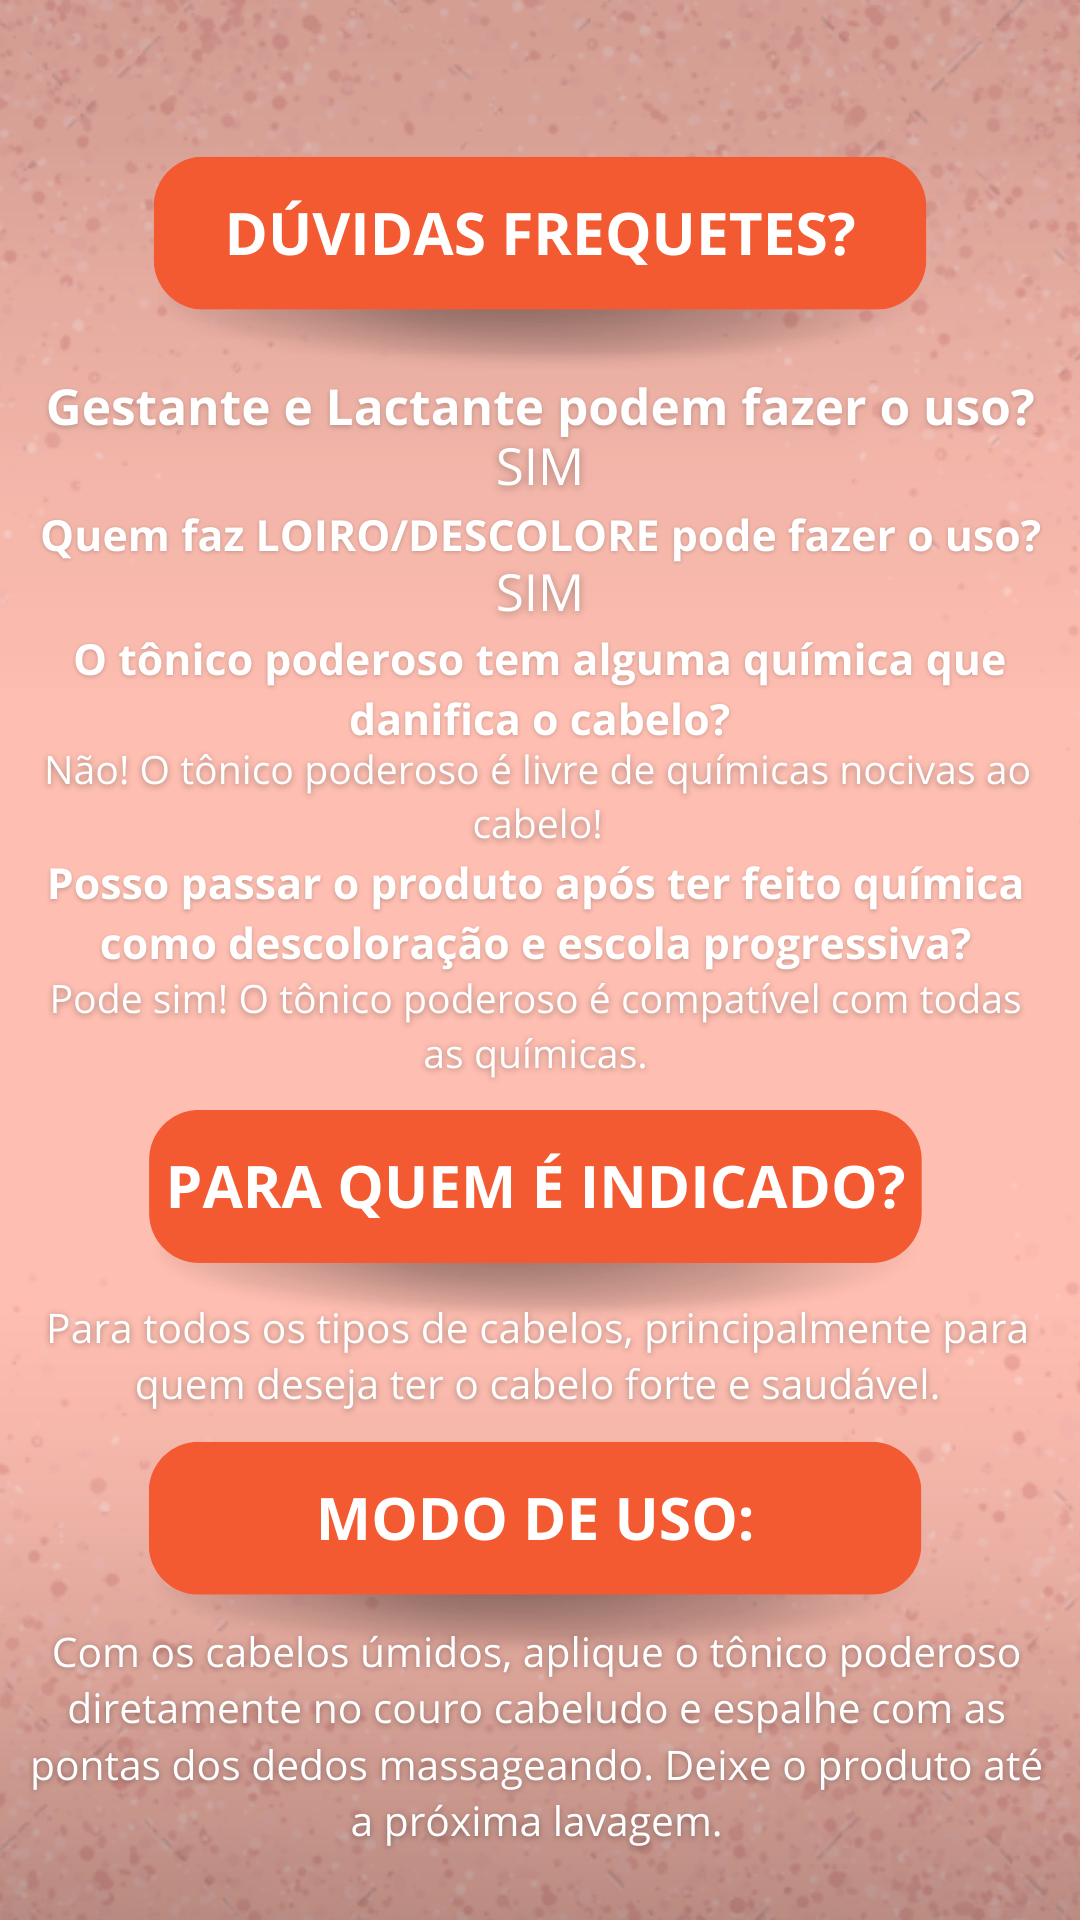 DÚVIDAS FREQUETES?
Gestante e Lactante podem fazer o uso?
SIM
Quem faz LOIRO/DESCOLORE pode fazer o uso?
SIM
O tônico poderoso tem alguma química que
danifica o cabelo?
Não! O tônico poderoso é livre de químicas nocivas ao
cabelo!
Posso passar o produto após ter feito química
como descoloração e escola progressiva?
Pode sim! O tônico poderoso é compatível com todas
as químicas.
PARA QUEM É INDICADO?
Para todos os tipos de cabelos, principalmente para
quem deseja ter o cabelo forte e saudável.
MODO DE USO:
Com os cabelos úmidos, aplique o tônico poderoso
diretamente no couro cabeludo e espalhe com as
pontas dos dedos massageando. Deixe o produto até
a próxima lavagem.